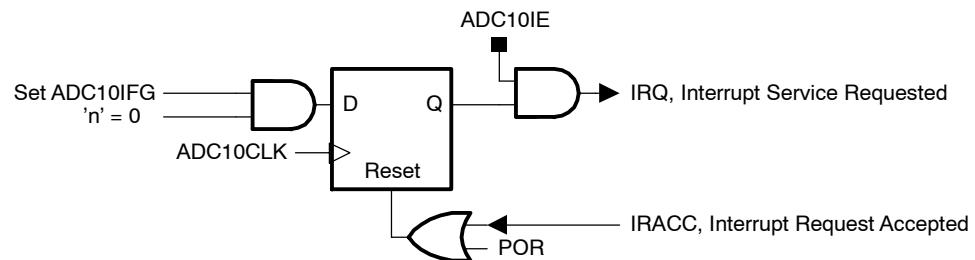 ADC10IE
Set ADC10IFG
'n' = 0
D
Q
IRQ, Interrupt Service Requested
ADC10CLK
Reset
IRACC, Interrupt Request Accepted
POR